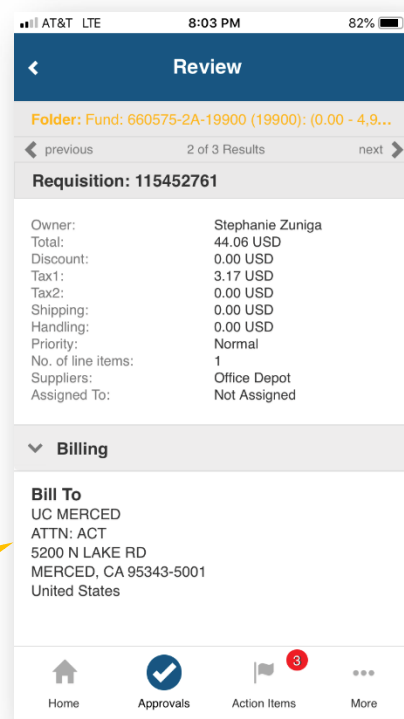 AT&T LTE 8:03 PM 82%
Review
Folder: Fund: 660575-2A-19900 (19900): (0.00 - 4,9...
previous 2 of 3 Results next
Requisition: 115452761
Owner: Stephanie Zuniga
Total: 44.06 USD
Discount: 0.00 USD
Tax1: 3.17 USD
Tax2: 0.00 USD
Shipping: 0.00 USD
Handling: 0.00 USD
Priority: Normal
No. of line items: 1
Suppliers: Office Depot
Assigned To: Not Assigned
Billing
Bill To
UC MERCED
ATTN: ACT
5200 N LAKE RD
MERCED, CA 95343-5001
United States
3
Home Approvals Action Items More